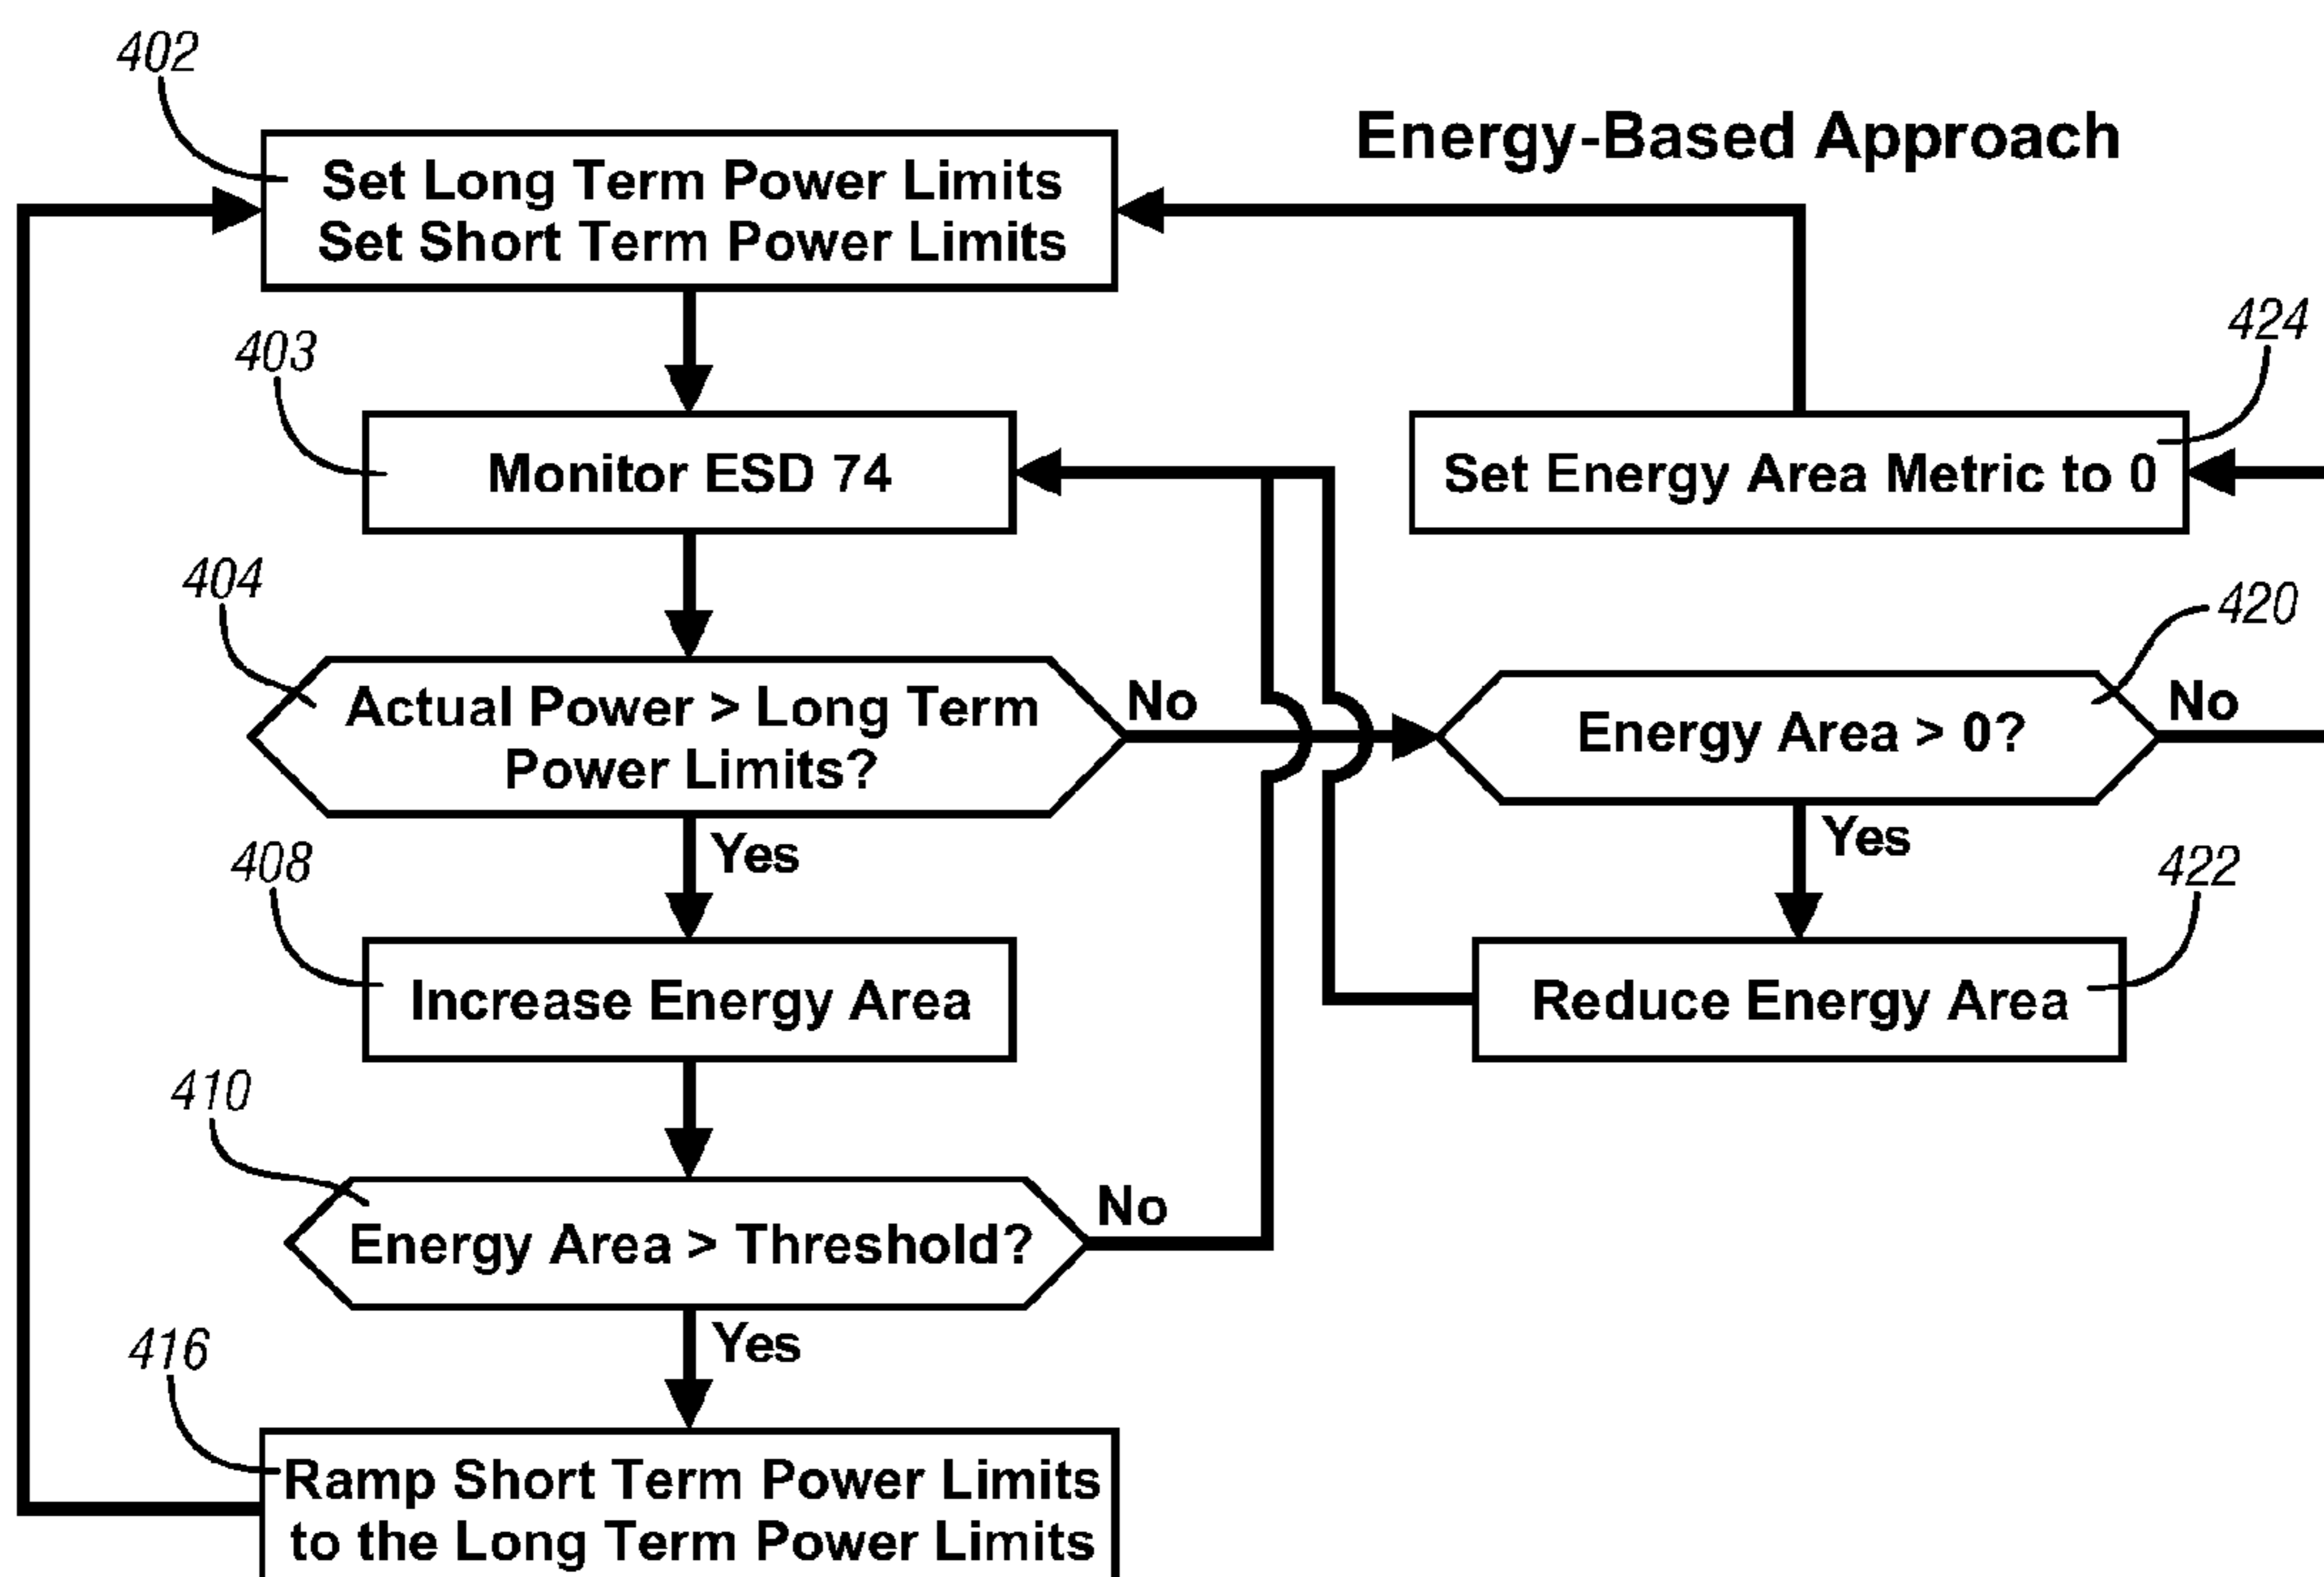 402
Energy-Based Approach
Set Long Term Power Limits
Set Short Term Power Limits
403
424
Monitor ESD 74
Set Energy Area Metric to 0
404
420
Actual Power > Long Term
Power Limits?
No
Energy Area > 0?
No
Yes
Yes
408
422
Increase Energy Area
Reduce Energy Area
410
Energy Area > Threshold?
No
Yes
416
Ramp Short Term Power Limits
to the Long Term Power Limits